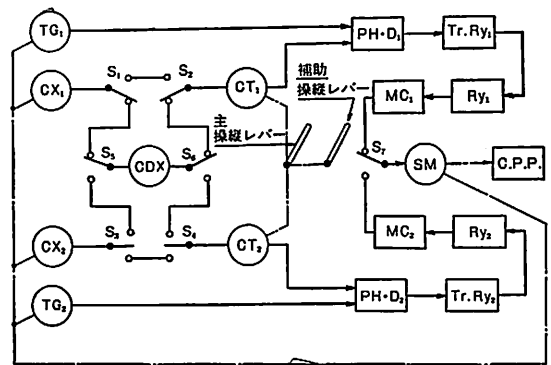 TG₁
PH・D₁
Tr.Ry₁
CX₁
S₁
S₂
CT₁
補助
操縦レバー
主
操縦レバー
MC₁
Ry₁
S₅
CDX
S₆
S₇
SM
C.P.P.
CX₂
S₃
S₄
CT₂
MC₂
Ry₂
TG₂
PH・D₂
Tr.Ry₂